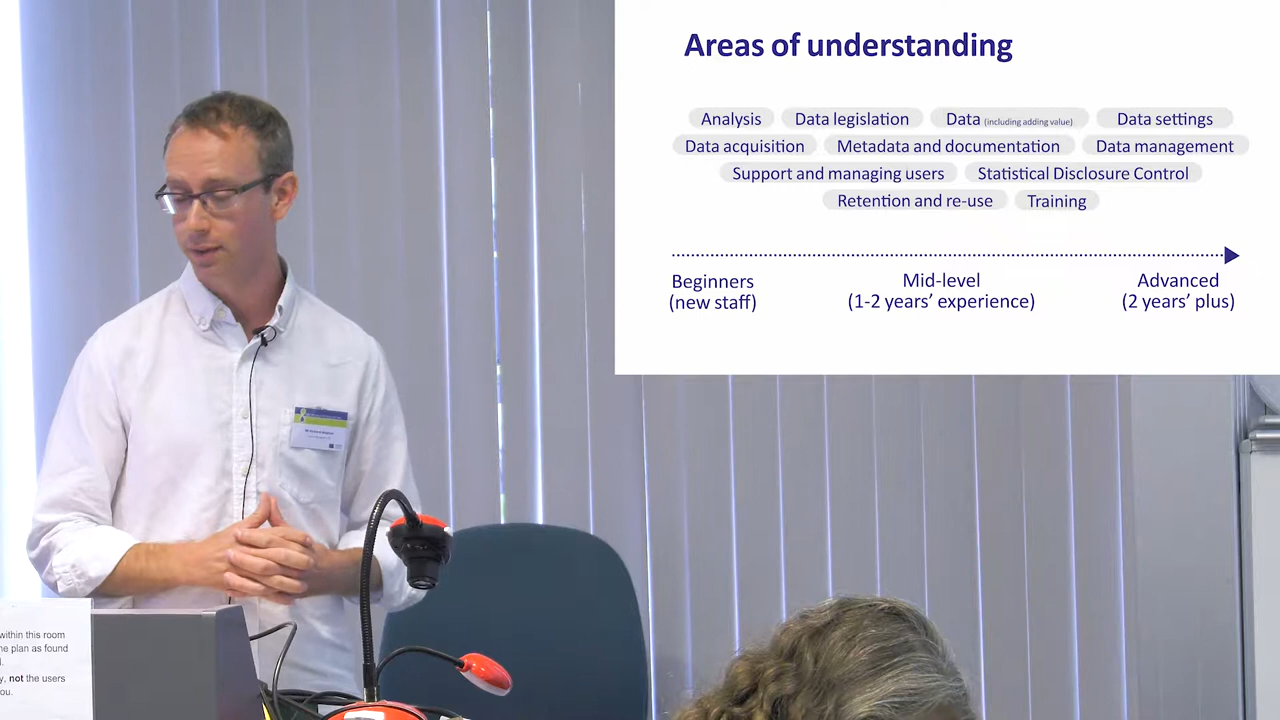 Areas of understanding
Analysis Data legislation Data (including adding value) Data settings
Data acquisition Metadata and documentation Data management
Support and managing users Statistical Disclosure Control
Retention and re-use Training
Beginners Mid-level Advanced
(new staff) (1-2 years’ experience) (2 years’ plus)
within this room
plan as found
not the users